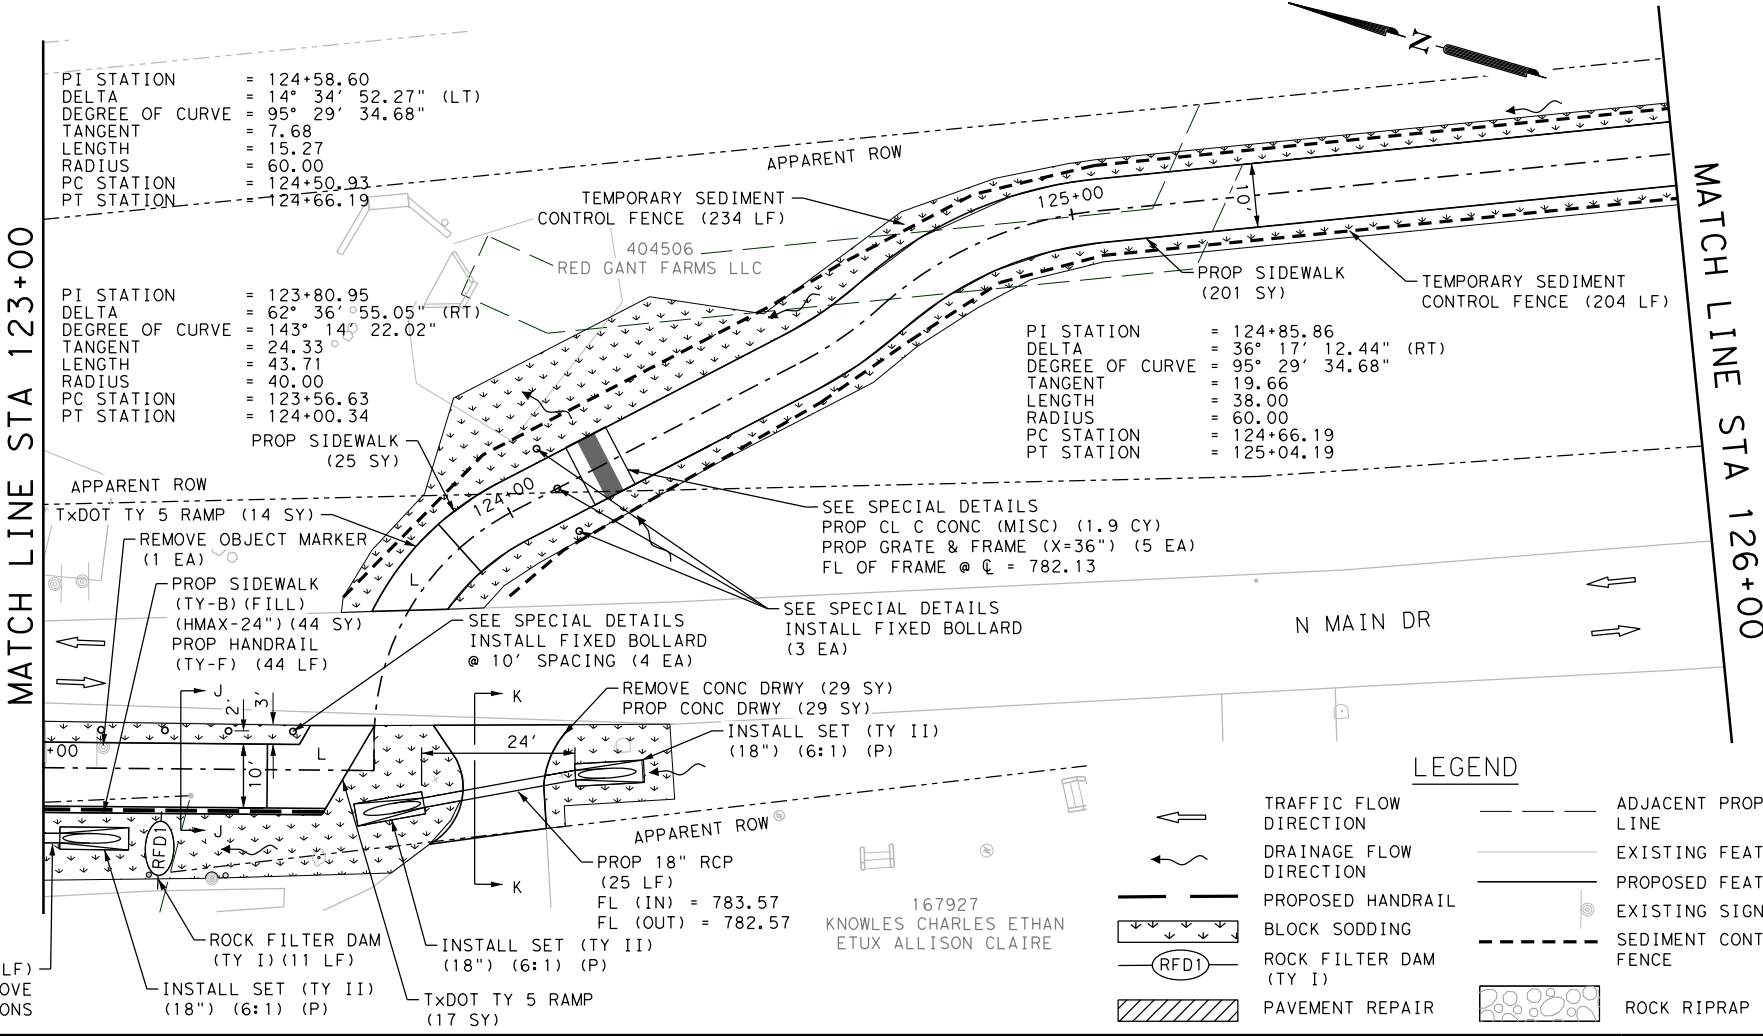 PI STATION = 124+58.60
DELTA = 14° 34' 52.27" (LT)
DEGREE OF CURVE = 95° 29' 34.68"
TANGENT = 7.68
LENGTH = 15.27
RADIUS = 60.00
PC STATION = 124+50.93
PT STATION = 124+66.19
N
APPARENT ROW
TEMPORARY SEDIMENT
CONTROL FENCE (234 LF)
125+00
10'
404506
RED GANT FARMS LLC
PROP SIDEWALK
(201 SY)
TEMPORARY SEDIMENT
CONTROL FENCE (204 LF)
MATCH LINE STA 123+00
MATCH LINE STA 126+00
PI STATION = 123+80.95
DELTA = 62° 36' 55.05" (RT)
DEGREE OF CURVE = 143° 14' 22.02"
TANGENT = 24.33
LENGTH = 43.71
RADIUS = 40.00
PC STATION = 123+56.63
PT STATION = 124+00.34
PI STATION = 124+85.86
DELTA = 36° 17' 12.44" (RT)
DEGREE OF CURVE = 95° 29' 34.68"
TANGENT = 19.66
LENGTH = 38.00
RADIUS = 60.00
PC STATION = 124+66.19
PT STATION = 125+04.19
PROP SIDEWALK
(25 SY)
APPARENT ROW
124+00
TxDOT TY 5 RAMP (14 SY)
REMOVE OBJECT MARKER
(1 EA)
PROP SIDEWALK
(TY-B)(FILL)
(HMAX-24")(44 SY)
PROP HANDRAIL
(TY-F) (44 LF)
L
SEE SPECIAL DETAILS
PROP CL C CONC (MISC) (1.9 CY)
PROP GRATE & FRAME (X=36") (5 EA)
FL OF FRAME @ ℄ = 782.13
SEE SPECIAL DETAILS
INSTALL FIXED BOLLARD
@ 10' SPACING (4 EA)
SEE SPECIAL DETAILS
INSTALL FIXED BOLLARD
(3 EA)
N MAIN DR
J
2'
3'
K
REMOVE CONC DRWY (29 SY)
PROP CONC DRWY (29 SY)
INSTALL SET (TY II)
(18") (6:1) (P)
24'
+00
L
10'
J
RFD1
K
APPARENT ROW
PROP 18" RCP
(25 LF)
FL (IN) = 783.57
FL (OUT) = 782.57
167927
KNOWLES CHARLES ETHAN
ETUX ALLISON CLAIRE
ROCK FILTER DAM
(TY I)(11 LF)
INSTALL SET (TY II)
(18") (6:1) (P)
LF)
OVE
ONS
INSTALL SET (TY II)
(18") (6:1) (P)
TxDOT TY 5 RAMP
(17 SY)
LEGEND
TRAFFIC FLOW
DIRECTION
DRAINAGE FLOW
DIRECTION
PROPOSED HANDRAIL
BLOCK SODDING
RFD1
ROCK FILTER DAM
(TY I)
PAVEMENT REPAIR
ADJACENT PROP
LINE
EXISTING FEAT
PROPOSED FEAT
EXISTING SIGN
SEDIMENT CONT
FENCE
ROCK RIPRAP